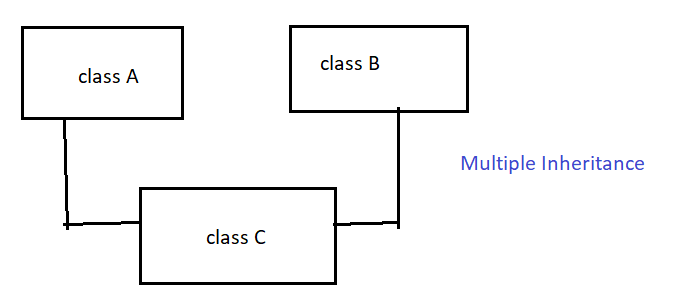 class A
class B
Multiple Inheritance
class C